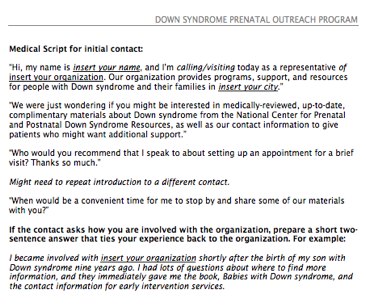 DOWN SYNDROME PRENATAL OUTREACH PROGRAM
Medical Script for initial contact:
"Hi, my name is insert your name, and I'm calling/visiting today as a representative of
insert your organization. Our organization provides programs, support, and resources
for people with Down syndrome and their families in insert your city."
"We were just wondering if you might be interested in medically-reviewed, up-to-date,
complimentary materials about Down syndrome from the National Center for Prenatal
and Postnatal Down Syndrome Resources, as well as our contact information to give
patients who might want additional support."
"Who would you recommend that I speak to about setting up an appointment for a brief
visit? Thanks so much."
Might need to repeat introduction to a different contact.
"When would be a convenient time for me to stop by and share some of our materials
with you?"
If the contact asks how you are involved with the organization, prepare a short two-
sentence answer that ties your experience back to the organization. For example:
I became involved with insert your organization shortly after the birth of my son with
Down syndrome nine years ago. I had lots of questions about where to find more
information, and they immediately gave me the book, Babies with Down syndrome, and
the contact information for early intervention services.